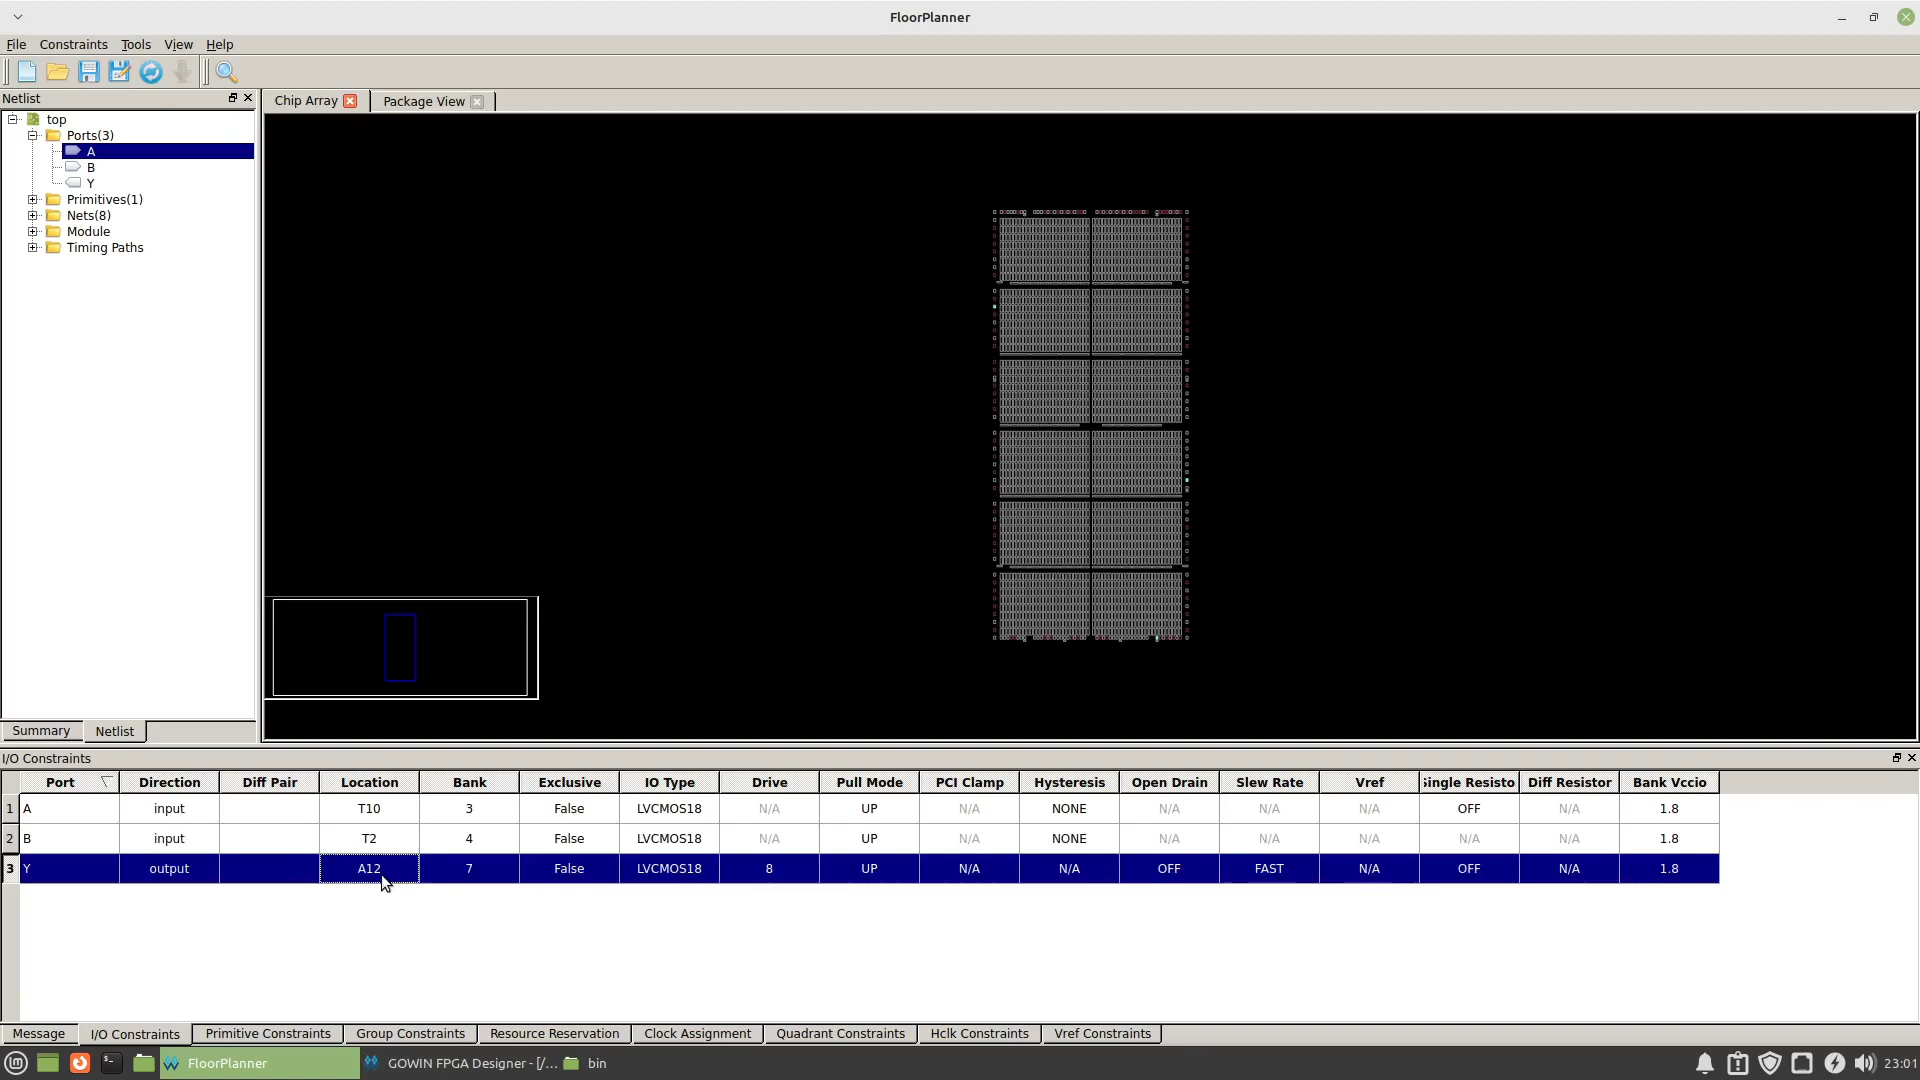 FloorPlanner
File Constraints Tools View Help
Netlist
Chip Array Package View
top
Ports(3)
A
B
Y
Primitives(1)
Nets(8)
Module
Timing Paths
Summary Netlist
I/O Constraints
Port Direction Diff Pair Location Bank Exclusive IO Type Drive Pull Mode PCI Clamp Hysteresis Open Drain Slew Rate Vref Single Resisto Diff Resistor Bank Vccio
1 A input T10 3 False LVCMOS18 N/A UP N/A NONE N/A N/A N/A OFF N/A 1.8
2 B input T2 4 False LVCMOS18 N/A UP N/A NONE N/A N/A N/A N/A N/A 1.8
3 Y output A12 7 False LVCMOS18 8 UP N/A N/A OFF FAST N/A OFF N/A 1.8
Message I/O Constraints Primitive Constraints Group Constraints Resource Reservation Clock Assignment Quadrant Constraints Hclk Constraints Vref Constraints
FloorPlanner GOWIN FPGA Designer - [/... bin 23:01